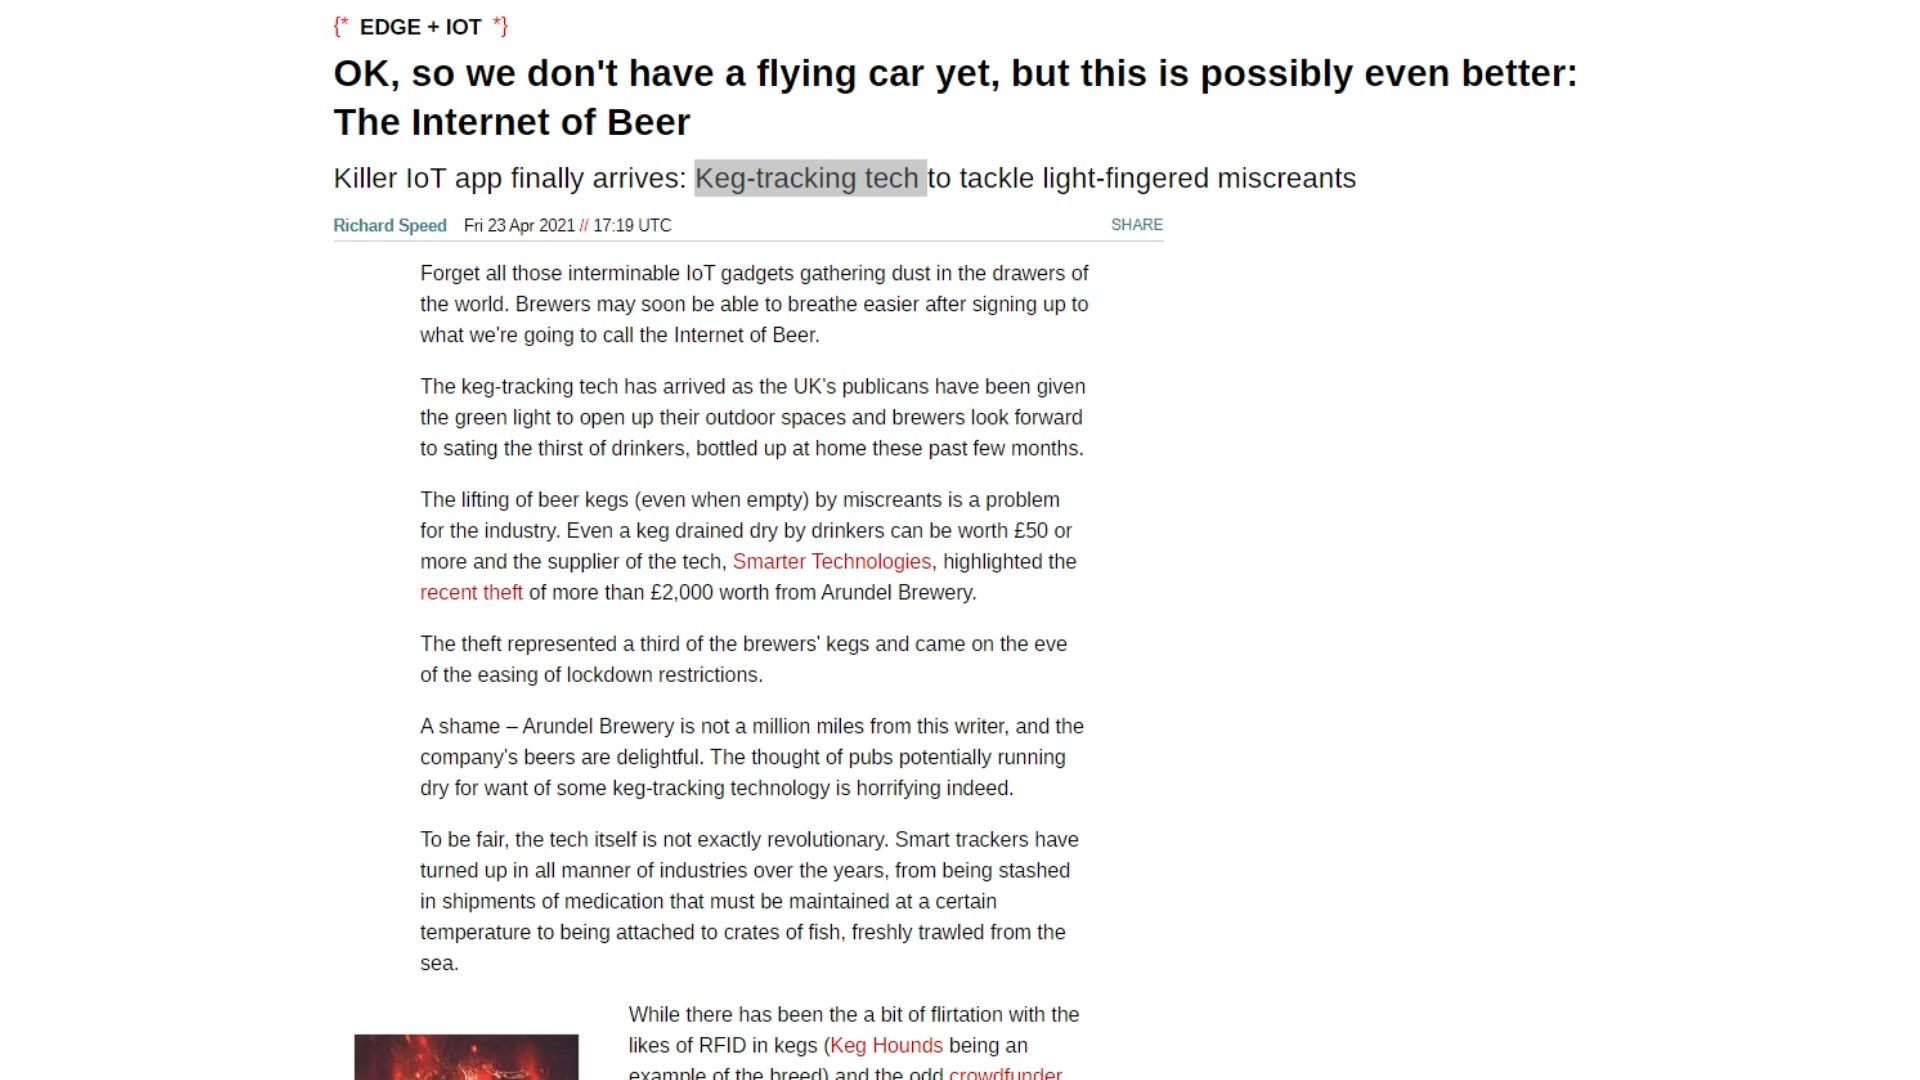 {* EDGE + IOT *}
OK, so we don't have a flying car yet, but this is possibly even better:
The Internet of Beer
Killer IoT app finally arrives: Keg-tracking tech to tackle light-fingered miscreants
Richard Speed Fri 23 Apr 2021 // 17:19 UTC SHARE
Forget all those interminable IoT gadgets gathering dust in the drawers of
the world. Brewers may soon be able to breathe easier after signing up to
what we're going to call the Internet of Beer.
The keg-tracking tech has arrived as the UK's publicans have been given
the green light to open up their outdoor spaces and brewers look forward
to sating the thirst of drinkers, bottled up at home these past few months.
The lifting of beer kegs (even when empty) by miscreants is a problem
for the industry. Even a keg drained dry by drinkers can be worth £50 or
more and the supplier of the tech, Smarter Technologies, highlighted the
recent theft of more than £2,000 worth from Arundel Brewery.
The theft represented a third of the brewers' kegs and came on the eve
of the easing of lockdown restrictions.
A shame – Arundel Brewery is not a million miles from this writer, and the
company's beers are delightful. The thought of pubs potentially running
dry for want of some keg-tracking technology is horrifying indeed.
To be fair, the tech itself is not exactly revolutionary. Smart trackers have
turned up in all manner of industries over the years, from being stashed
in shipments of medication that must be maintained at a certain
temperature to being attached to crates of fish, freshly trawled from the
sea.
While there has been the a bit of flirtation with the
likes of RFID in kegs (Keg Hounds being an
example of the breed) and the odd crowdfunder